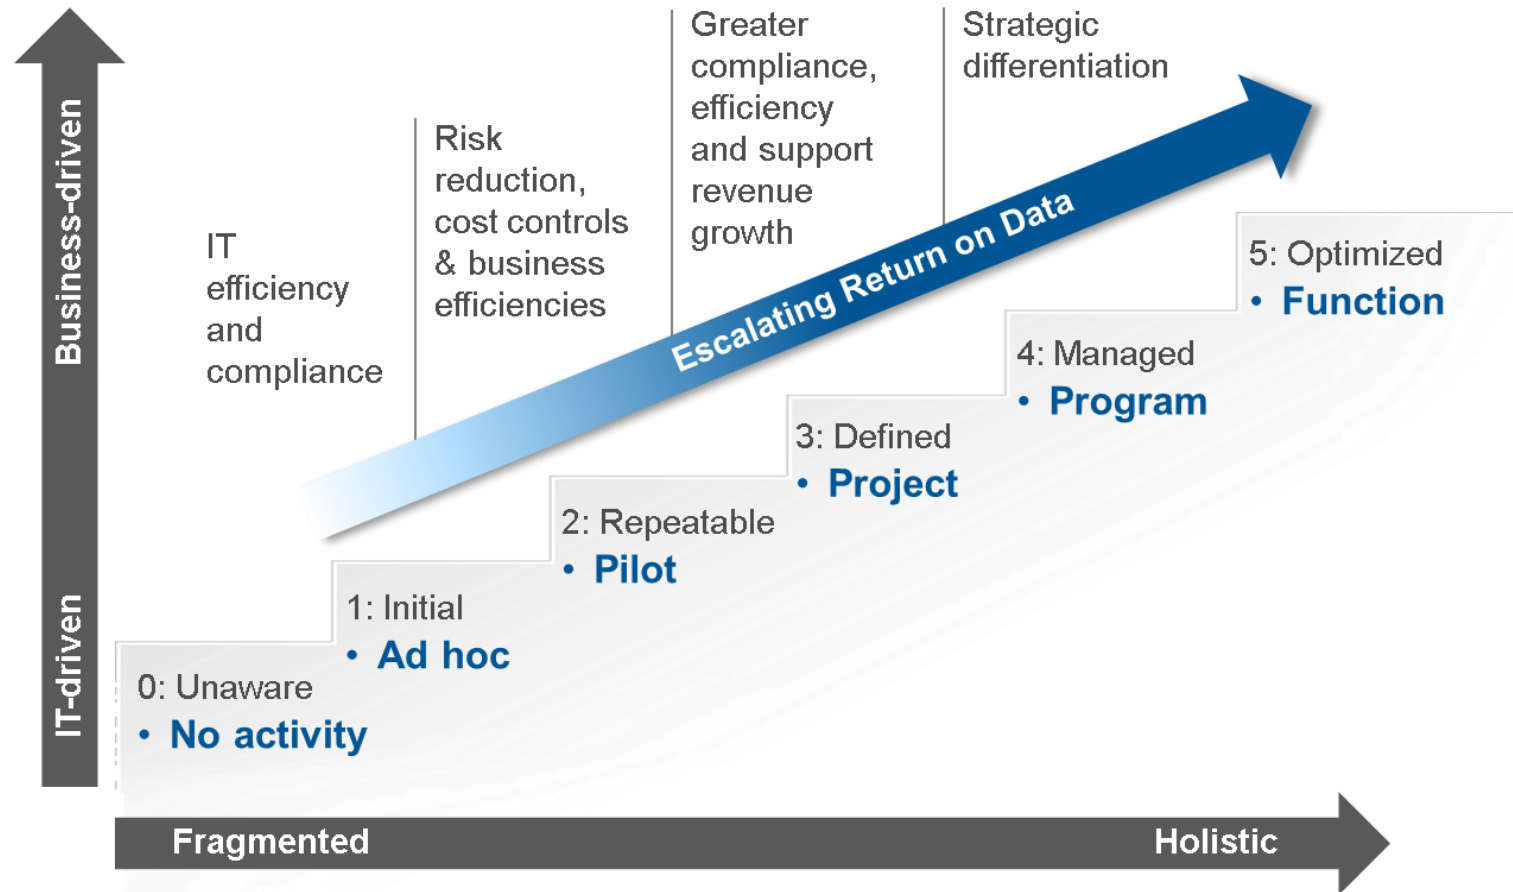 Business-driven
IT-driven
IT
efficiency
and
compliance
Risk
reduction,
cost controls
& business
efficiencies
Greater
compliance,
efficiency
and support
revenue
growth
Strategic
differentiation
Escalating Return on Data
0: Unaware
• No activity
1: Initial
• Ad hoc
2: Repeatable
• Pilot
3: Defined
• Project
4: Managed
• Program
5: Optimized
• Function
Fragmented
Holistic